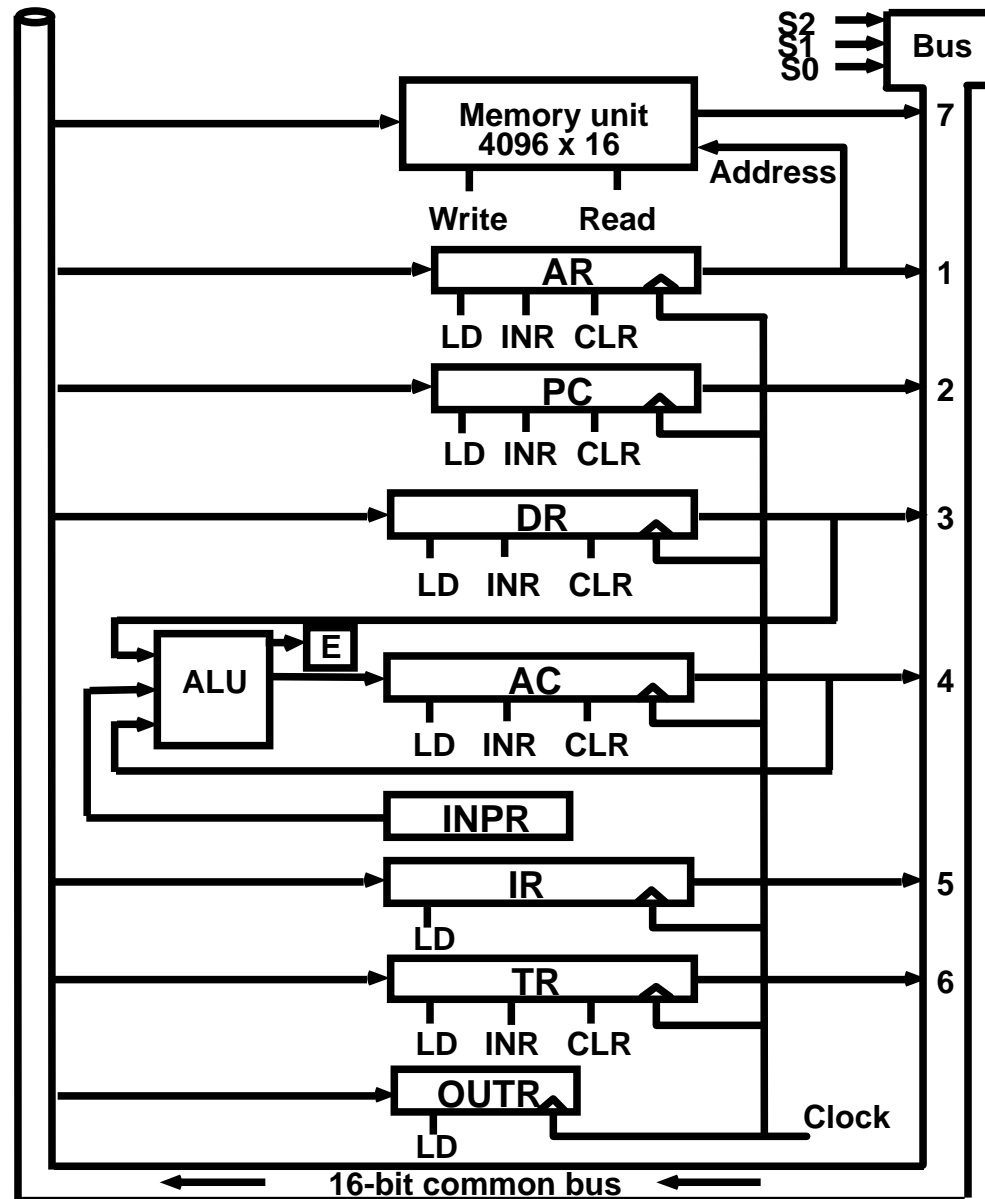 S2
S1
S0
Bus
Memory unit
4096 x 16
7
Address
Write Read
AR
1
LD INR CLR
PC
2
LD INR CLR
DR
3
LD INR CLR
E
ALU
AC
4
LD INR CLR
INPR
IR
5
LD
TR
6
LD INR CLR
OUTR
Clock
LD
16-bit common bus